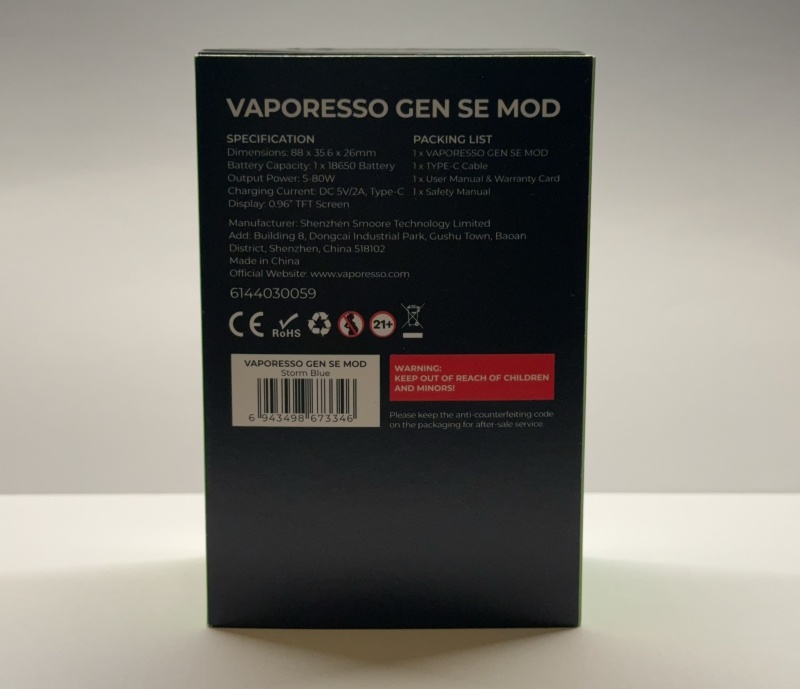 VAPORESSO GEN SE MOD
SPECIFICATION
Dimensions: 88 x 35.6 x 26mm
Battery Capacity: 1 x 18650 Battery
Output Power: 5-80W
Charging Current: DC 5V/2A, Type-C
Display: 0.96" TFT Screen
PACKING LIST
1 x VAPORESSO GEN SE MOD
1 x TYPE-C Cable
1 x User Manual & Warranty Card
1 x Safety Manual
Manufacturer: Shenzhen Smoore Technology Limited
Add: Building 8, Dongcai Industrial Park, Gushu Town, Baoan
District, Shenzhen, China 518102
Made in China
Official Website: www.vaporesso.com
6144030059
CE
RoHS
21+
VAPORESSO GEN SE MOD
Storm Blue
6 943498 673346
WARNING:
KEEP OUT OF REACH OF CHILDREN
AND MINORS!
Please keep the anti-counterfeiting code
on the packaging for after-sale service.